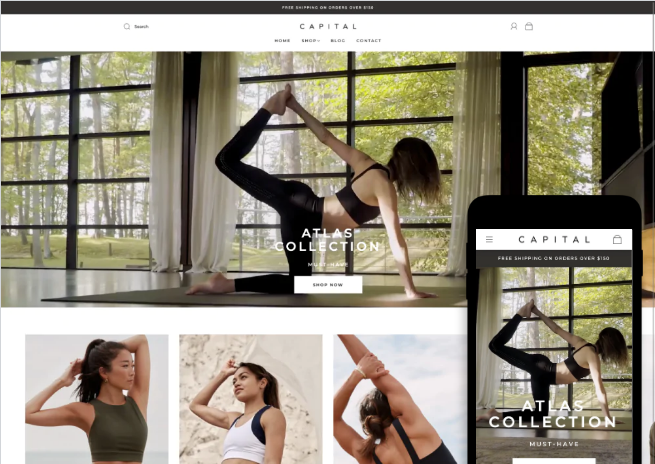 FREE SHIPPING ON ORDERS OVER $150
Search
CAPITAL
HOME SHOP BLOG CONTACT
ATLAS
COLLECTION
MUST-HAVE
SHOP NOW
CAPITAL
FREE SHIPPING ON ORDERS OVER $150
ATLAS
COLLECTION
MUST-HAVE